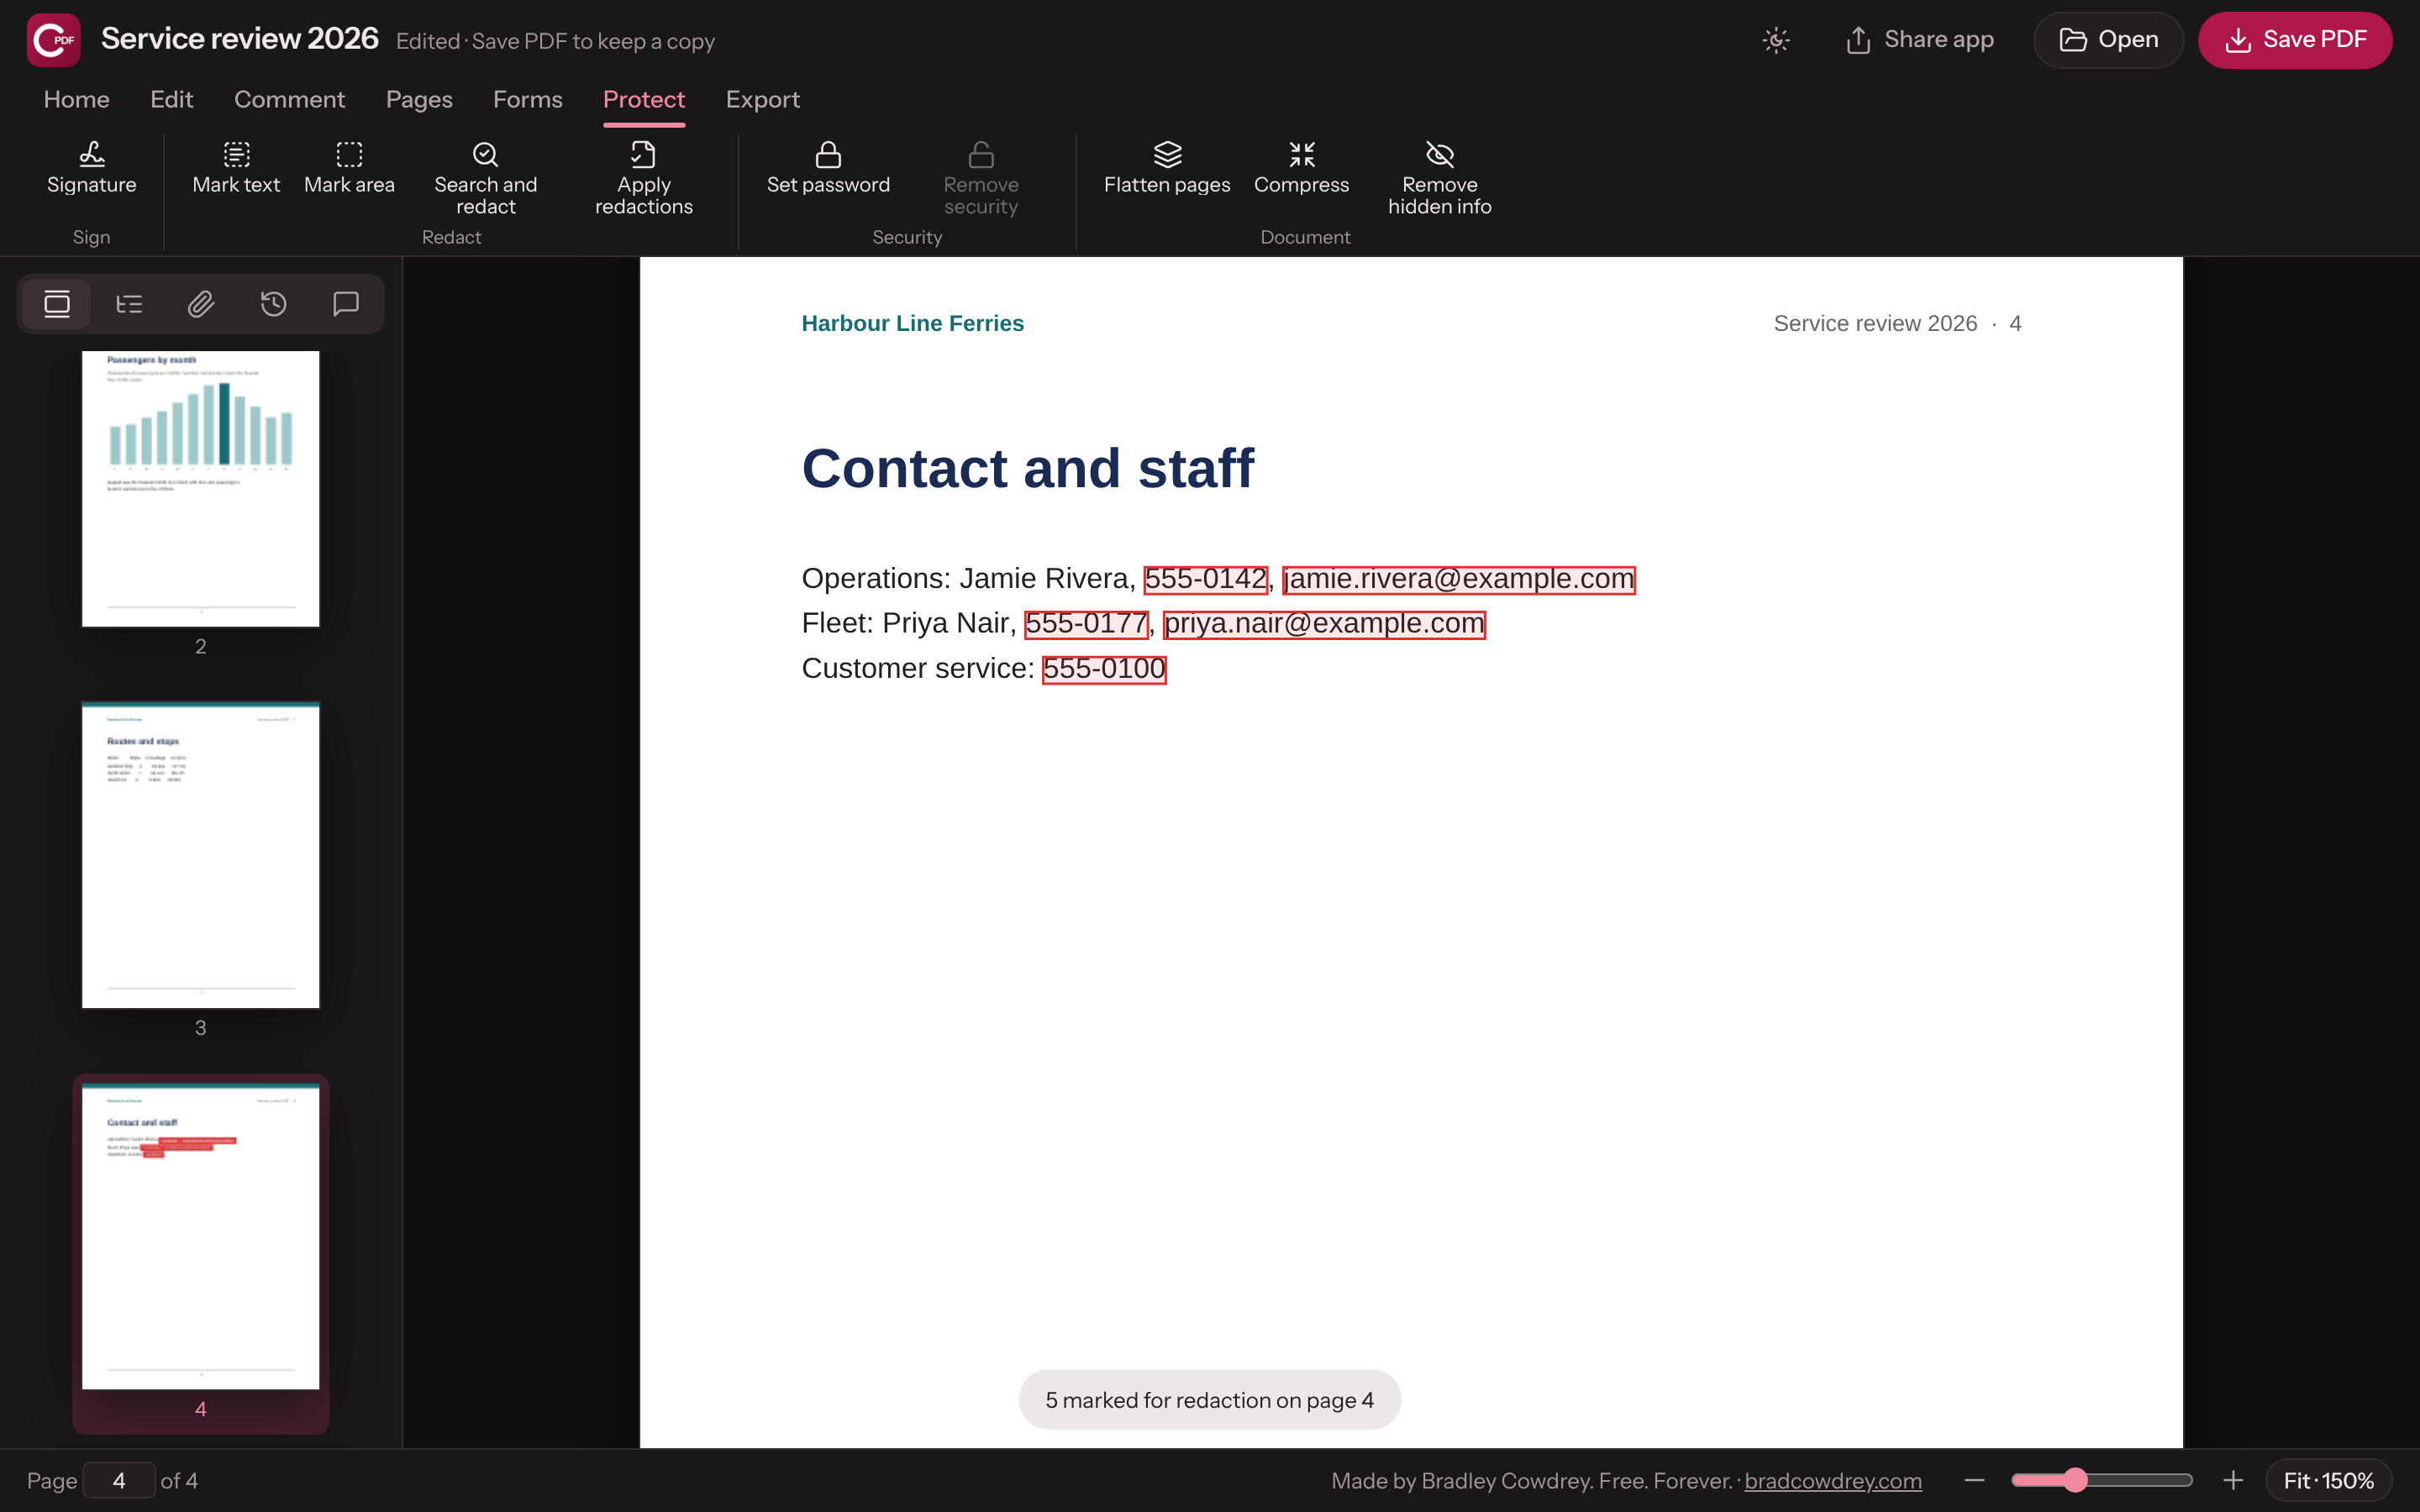 PDF
Service review 2026 Edited · Save PDF to keep a copy
Share app
Open
Save PDF
Home Edit Comment Pages Forms Protect Export
Signature
Sign
Mark text
Mark area
Search and redact
Apply redactions
Redact
Set password
Remove security
Security
Flatten pages
Compress
Remove hidden info
Document
Passengers by month
2
Routes and stops
3
Contact and staff
4
Harbour Line Ferries
Service review 2026 · 4
Contact and staff
Operations: Jamie Rivera, 555-0142, jamie.rivera@example.com
Fleet: Priya Nair, 555-0177, priya.nair@example.com
Customer service: 555-0100
5 marked for redaction on page 4
Page 4 of 4
Made by Bradley Cowdrey. Free. Forever. · bradcowdrey.com
Fit · 150%